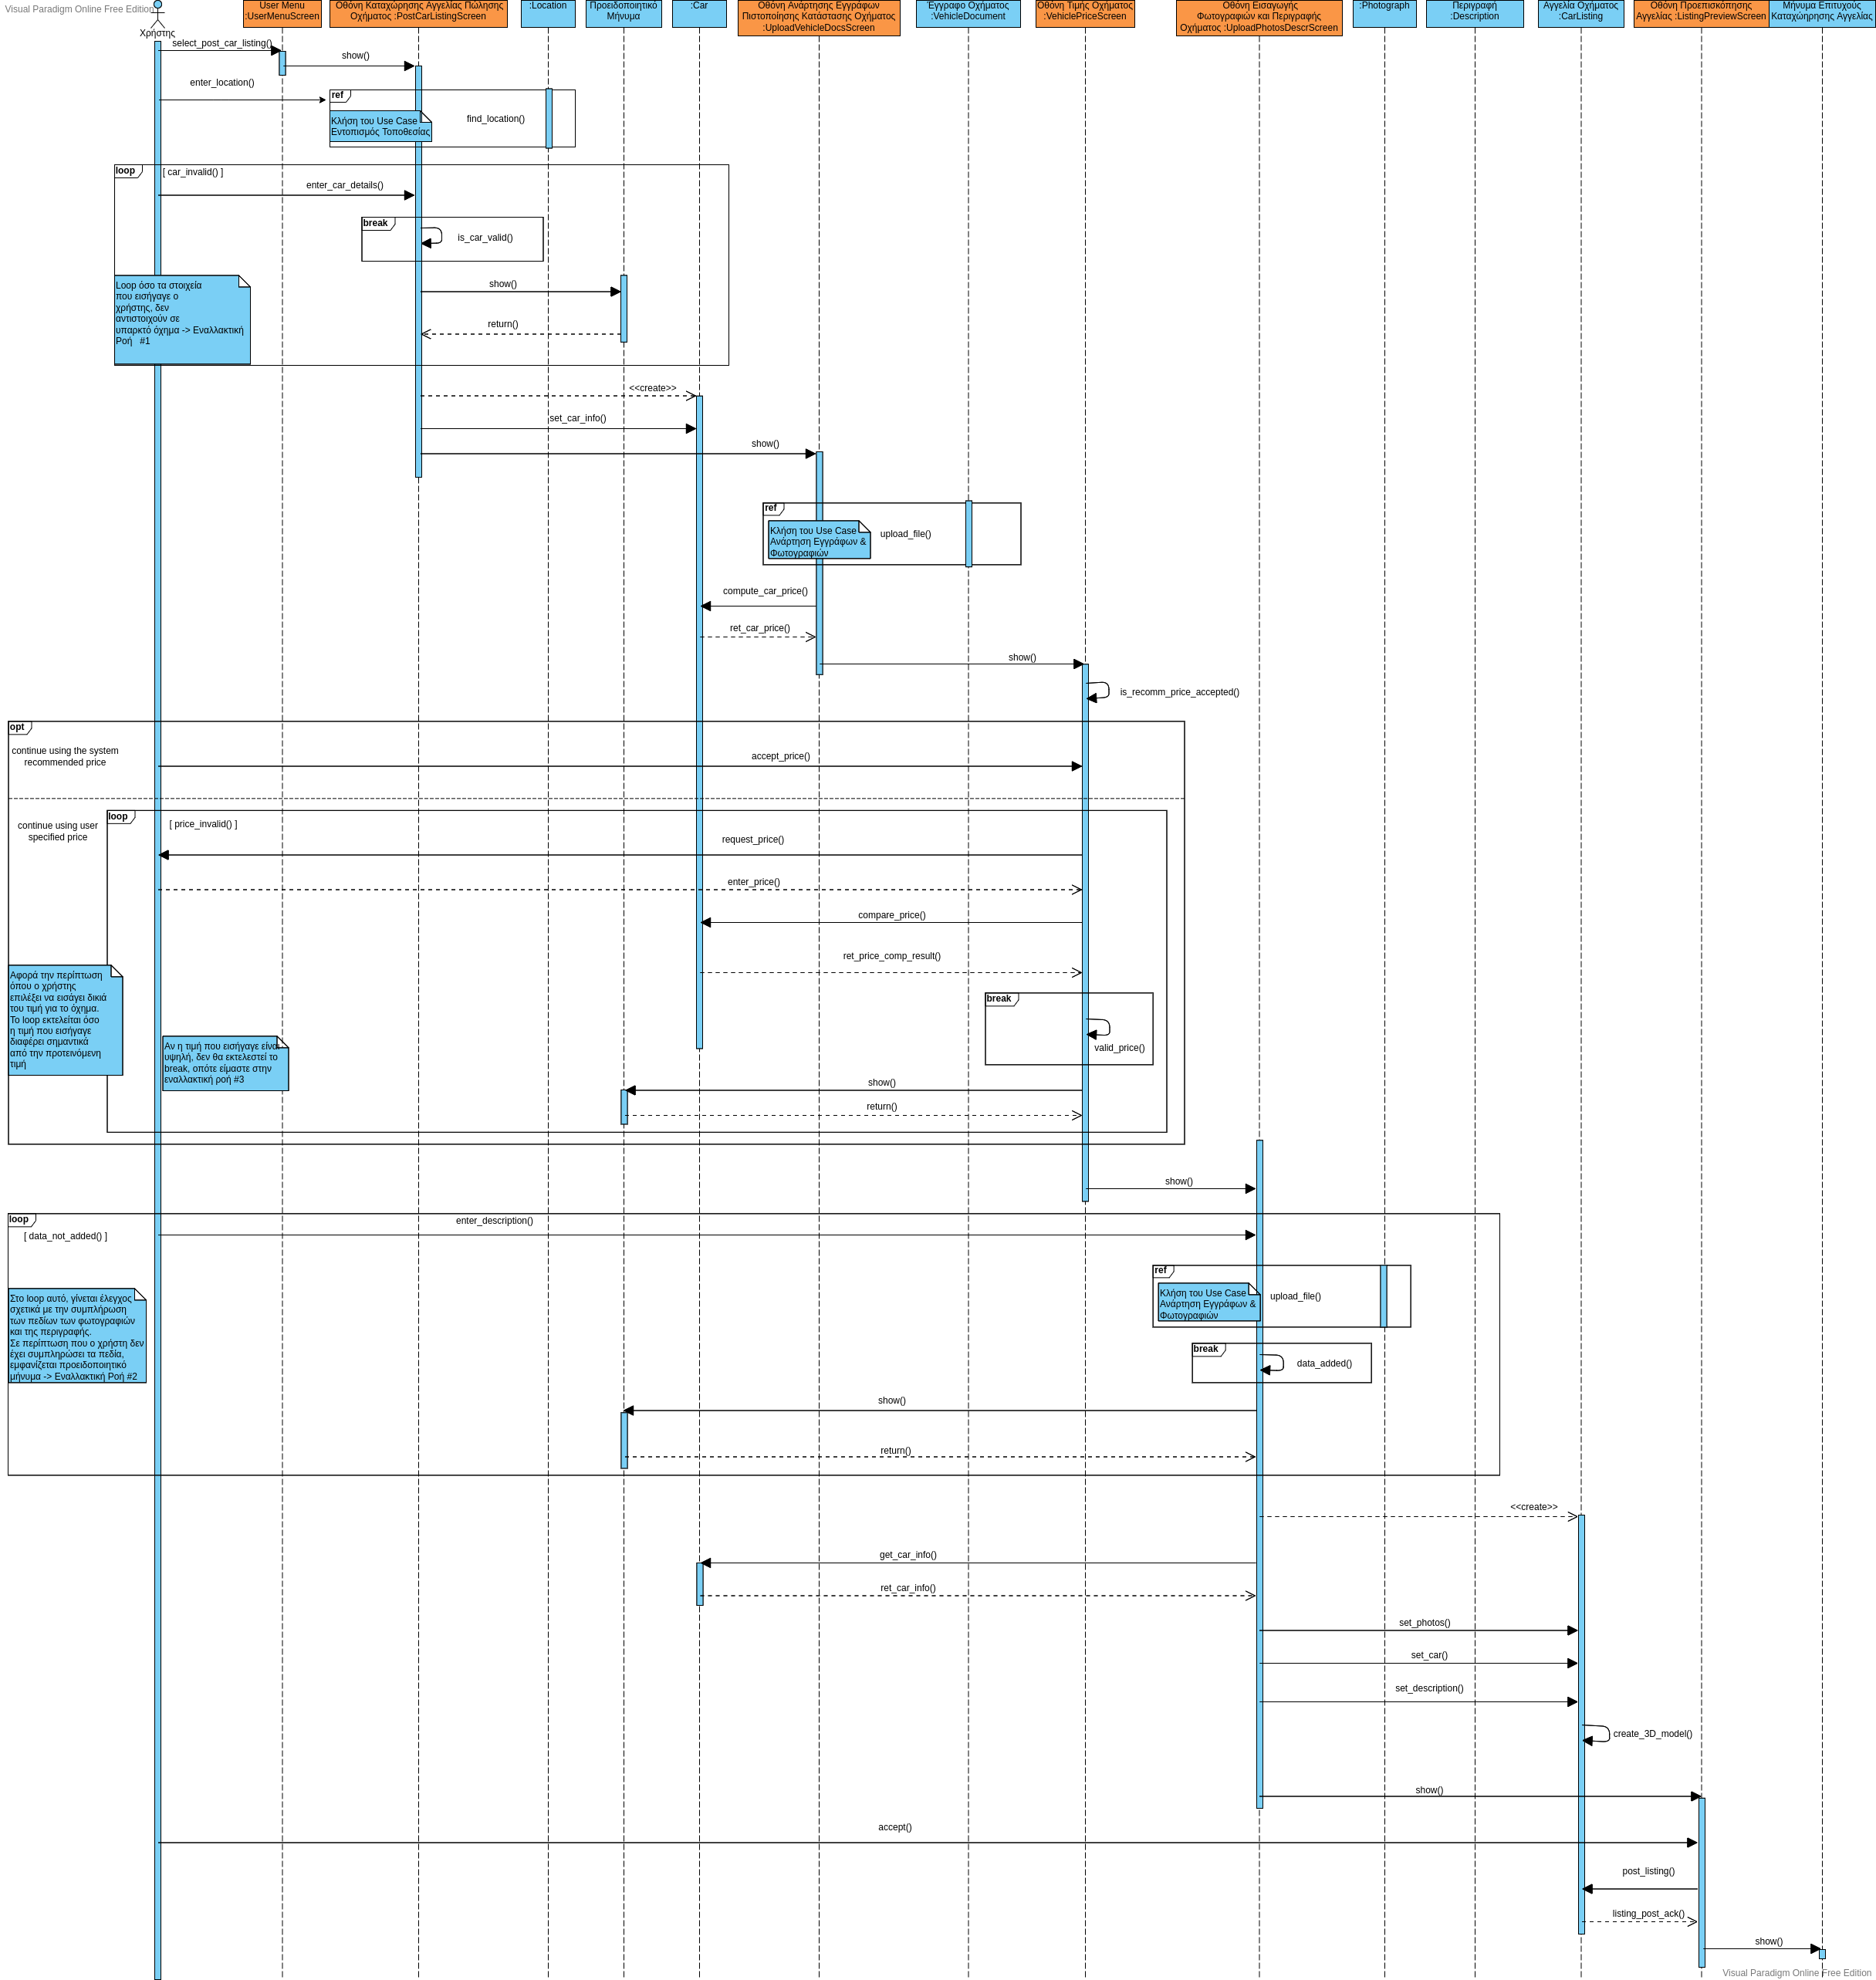 Visual Paradigm Online Free Edition
Χρήστης
User Menu
:UserMenuScreen
Οθόνη Καταχώρησης Αγγελίας Πώλησης
Οχήματος :PostCarListingScreen
:Location
Προειδοποιητικό
Μήνυμα
:Car
Οθόνη Ανάρτησης Εγγράφων
Πιστοποίησης Κατάστασης Οχήματος
:UploadVehicleDocsScreen
Έγγραφο Οχήματος
:VehicleDocument
Οθόνη Τιμής Οχήματος
:VehiclePriceScreen
Οθόνη Εισαγωγής
Φωτογραφιών και Περιγραφής
Οχήματος :UploadPhotosDescrScreen
:Photograph
Περιγραφή
:Description
Αγγελία Οχήματος
:CarListing
Οθόνη Προεπισκόπησης
Αγγελίας :ListingPreviewScreen
Μήνυμα Επιτυχούς
Καταχώηρησης Αγγελίας
select_post_car_listing()
show()
enter_location()
ref
Κλήση του Use Case
Εντοπισμός Τοποθεσίας
find_location()
loop
[ car_invalid() ]
enter_car_details()
break
is_car_valid()
Loop όσο τα στοιχεία
που εισήγαγε ο
χρήστης, δεν
αντιστοιχούν σε
υπαρκτό όχημα -> Εναλλακτική
Ροή #1
show()
return()
<<create>>
set_car_info()
show()
ref
Κλήση του Use Case
Ανάρτηση Εγγράφων &
Φωτογραφιών
upload_file()
compute_car_price()
ret_car_price()
show()
is_recomm_price_accepted()
opt
continue using the system
recommended price
accept_price()
loop
continue using user
specified price
[ price_invalid() ]
request_price()
enter_price()
compare_price()
ret_price_comp_result()
Αφορά την περίπτωση
όπου ο χρήστης
επιλέξει να εισάγει δικιά
του τιμή για το όχημα.
Το loop εκτελείται όσο
η τιμή που εισήγαγε
διαφέρει σημαντικά
από την προτεινόμενη
τιμή
break
valid_price()
Αν η τιμή που εισήγαγε είναι
υψηλή, δεν θα εκτελεστεί το
break, οπότε είμαστε στην
εναλλακτική ροή #3
show()
return()
show()
loop
[ data_not_added() ]
enter_description()
ref
Κλήση του Use Case
Ανάρτηση Εγγράφων &
Φωτογραφιών
upload_file()
Στο loop αυτό, γίνεται έλεγχος
σχετικά με την συμπλήρωση
των πεδίων των φωτογραφιών
και της περιγραφής.
Σε περίπτωση που ο χρήστη δεν
έχει συμπληρώσει τα πεδία,
εμφανίζεται προειδοποιητικό
μήνυμα -> Εναλλακτική Ροή #2
break
data_added()
show()
return()
<<create>>
get_car_info()
ret_car_info()
set_photos()
set_car()
set_description()
create_3D_model()
show()
accept()
post_listing()
listing_post_ack()
show()
Visual Paradigm Online Free Edition